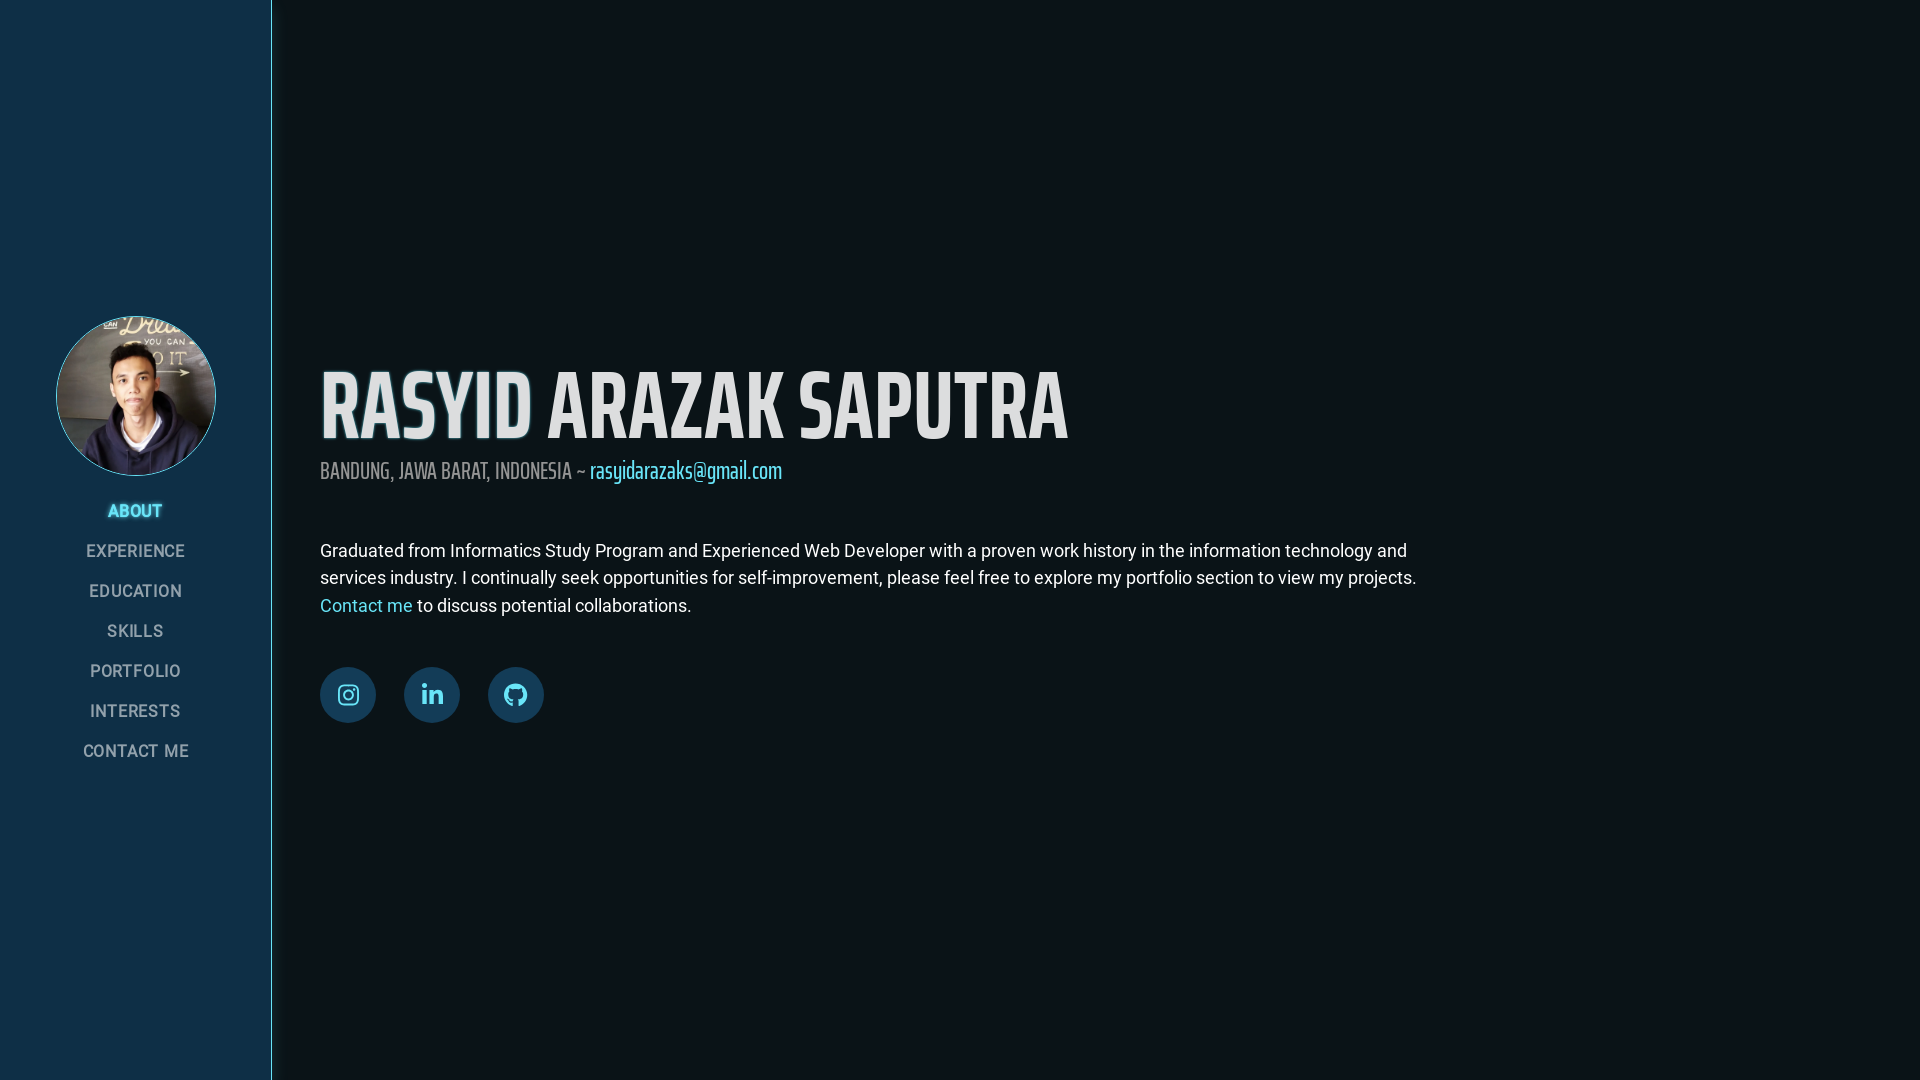 CAN
YOU CAN
ABOUT
EXPERIENCE
EDUCATION
SKILLS
PORTFOLIO
INTERESTS
CONTACT ME
RASYID ARAZAK SAPUTRA
BANDUNG, JAWA BARAT, INDONESIA ~ rasyidarazaks@gmail.com
Graduated from Informatics Study Program and Experienced Web Developer with a proven work history in the information technology and
services industry. I continually seek opportunities for self-improvement, please feel free to explore my portfolio section to view my projects.
Contact me to discuss potential collaborations.